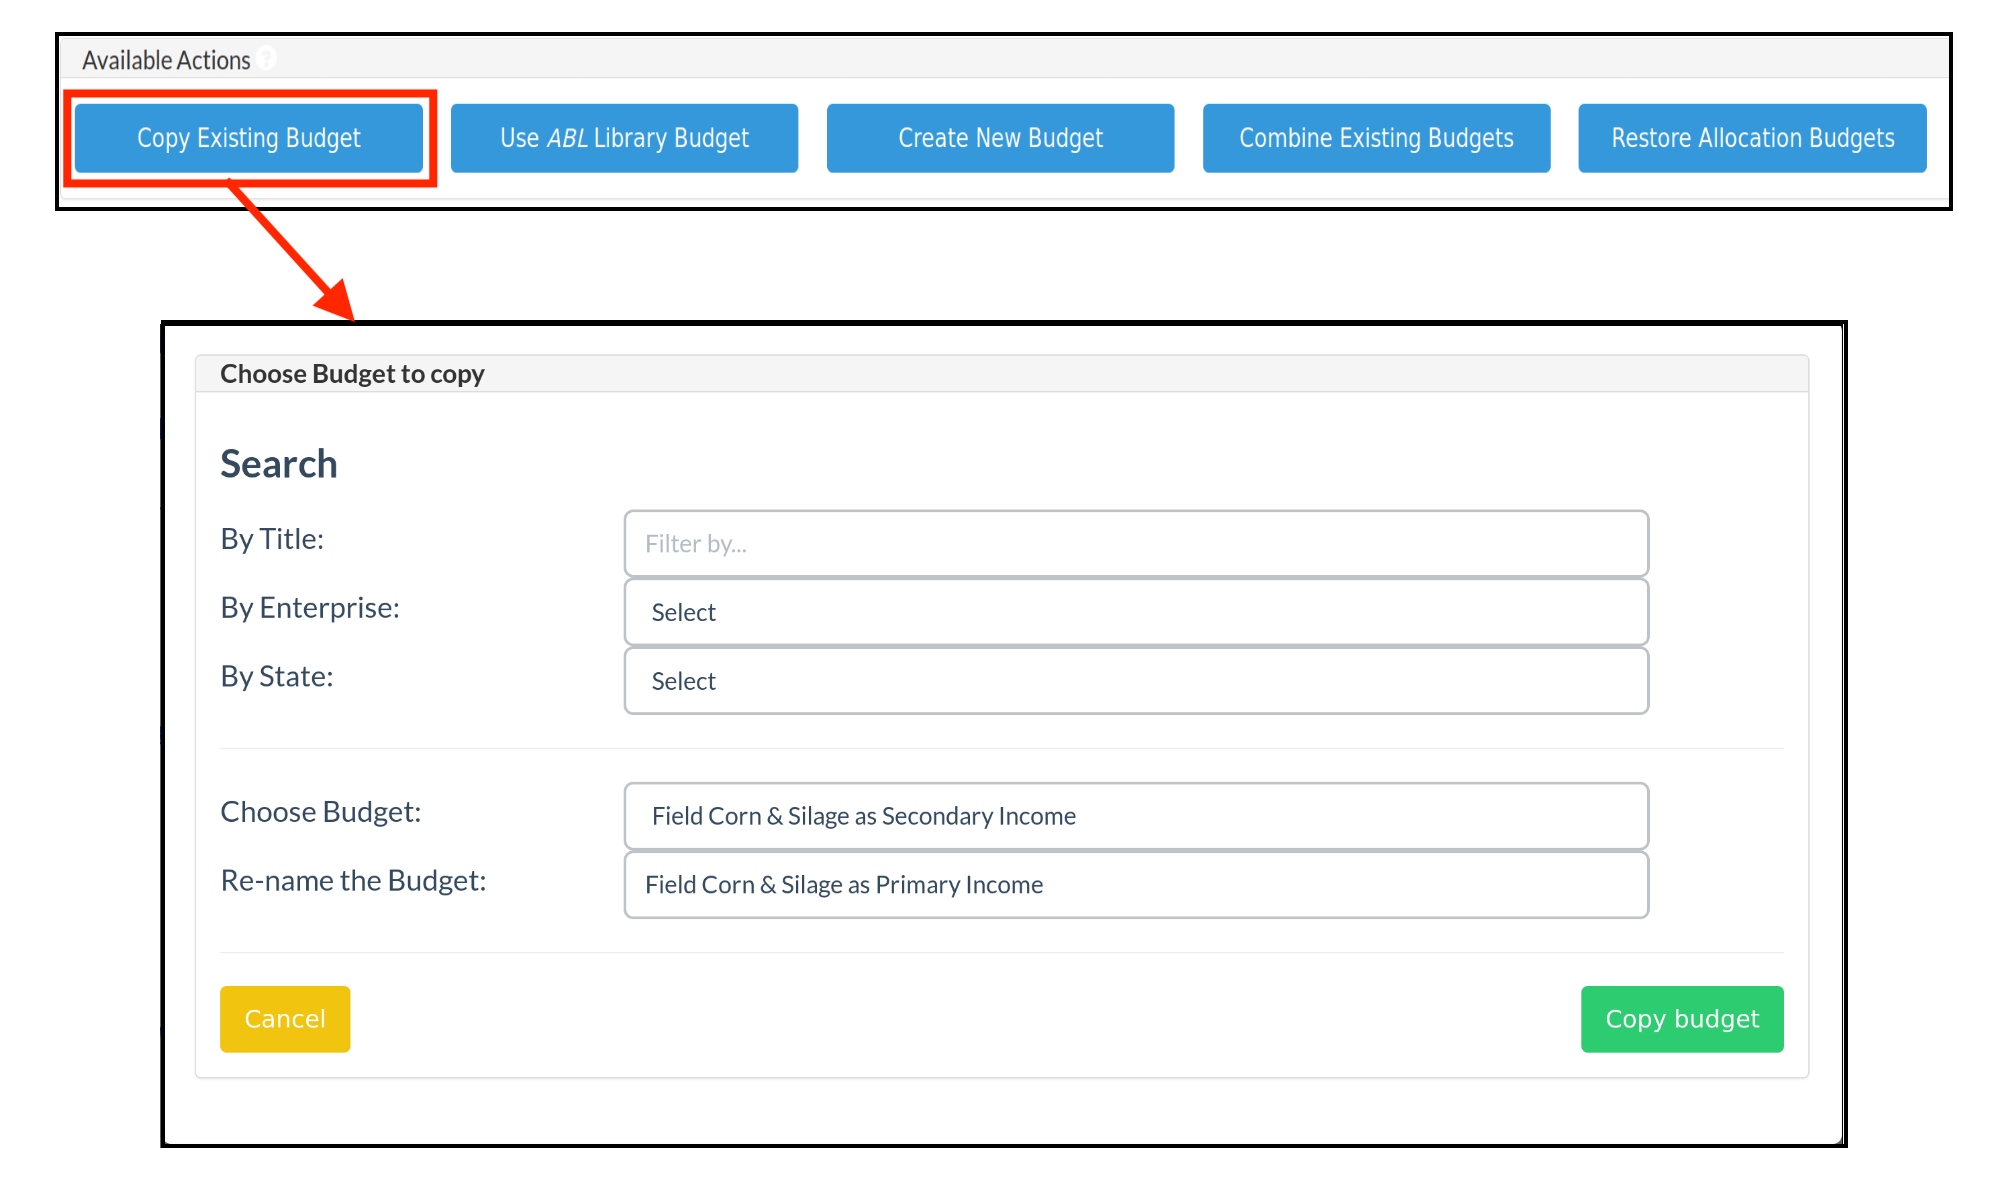 Available Actions ?
Copy Existing Budget
Use ABL Library Budget
Create New Budget
Combine Existing Budgets
Restore Allocation Budgets
Choose Budget to copy
Search
By Title:
Filter by...
By Enterprise:
Select
By State:
Select
Choose Budget:
Field Corn & Silage as Secondary Income
Re-name the Budget:
Field Corn & Silage as Primary Income
Cancel
Copy budget